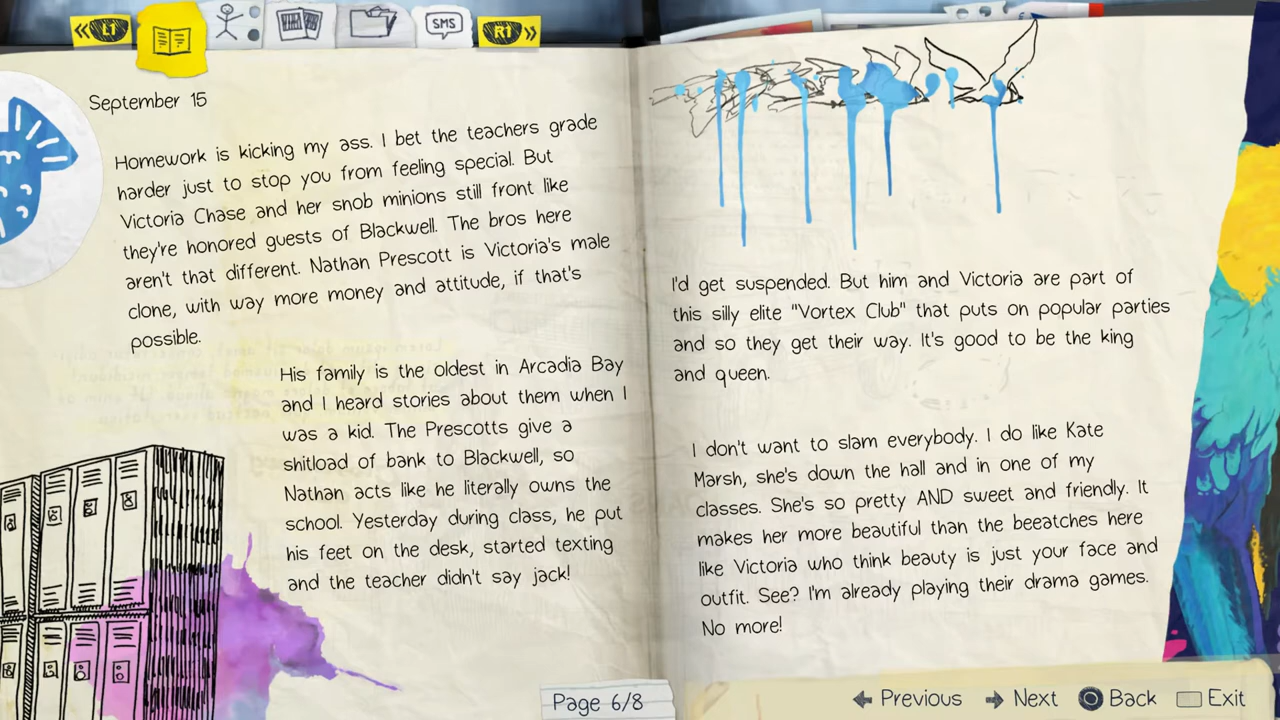 L1
SMS
R1
September 15
Homework is kicking my ass. I bet the teachers grade
harder just to stop you from feeling special. But
Victoria Chase and her snob minions still front like
they're honored guests of Blackwell. The bros here
aren't that different. Nathan Prescott is Victoria's male
clone, with way more money and attitude, if that's
possible.
His family is the oldest in Arcadia Bay
and I heard stories about them when I
was a kid. The Prescotts give a
shitload of bank to Blackwell, so
Nathan acts like he literally owns the
school. Yesterday during class, he put
his feet on the desk, started texting
and the teacher didn't say jack!
I'd get suspended. But him and Victoria are part of
this silly elite "Vortex Club" that puts on popular parties
and so they get their way. It's good to be the king
and queen.
I don't want to slam everybody. I do like Kate
Marsh, she's down the hall and in one of my
classes. She's so pretty AND sweet and friendly. It
makes her more beautiful than the beeatches here
like Victoria who think beauty is just your face and
outfit. See? I'm already playing their drama games.
No more!
Page 6/8
Previous
Next
Back
Exit